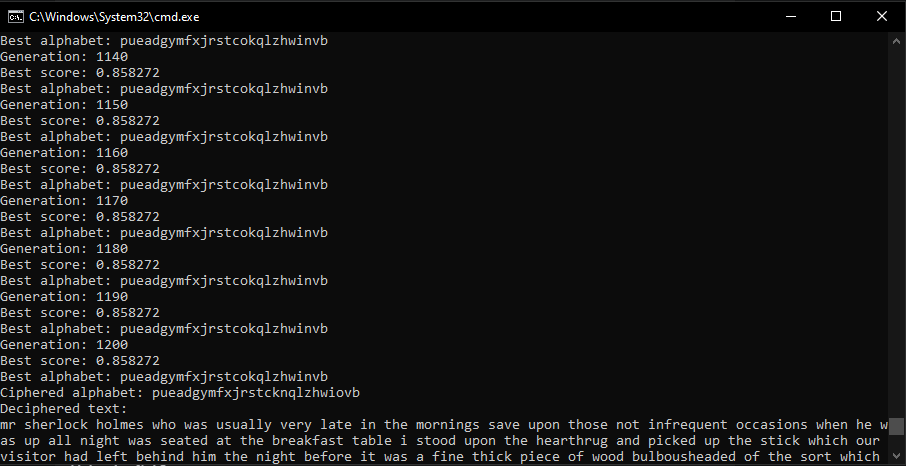 C:\Windows\System32\cmd.exe
Best alphabet: pueadgymfxjrstcokqlzhwinvb
Generation: 1140
Best score: 0.858272
Best alphabet: pueadgymfxjrstcokqlzhwinvb
Generation: 1150
Best score: 0.858272
Best alphabet: pueadgymfxjrstcokqlzhwinvb
Generation: 1160
Best score: 0.858272
Best alphabet: pueadgymfxjrstcokqlzhwinvb
Generation: 1170
Best score: 0.858272
Best alphabet: pueadgymfxjrstcokqlzhwinvb
Generation: 1180
Best score: 0.858272
Best alphabet: pueadgymfxjrstcokqlzhwinvb
Generation: 1190
Best score: 0.858272
Best alphabet: pueadgymfxjrstcokqlzhwinvb
Generation: 1200
Best score: 0.858272
Best alphabet: pueadgymfxjrstcokqlzhwinvb
Ciphered alphabet: pueadgymfxjrstcknqlzhwiovb
Deciphered text:
mr sherlock holmes who was usually very late in the mornings save upon those not infrequent occasions when he w
as up all night was seated at the breakfast table i stood upon the hearthrug and picked up the stick which our
visitor had left behind him the night before it was a fine thick piece of wood bulbousheaded of the sort which